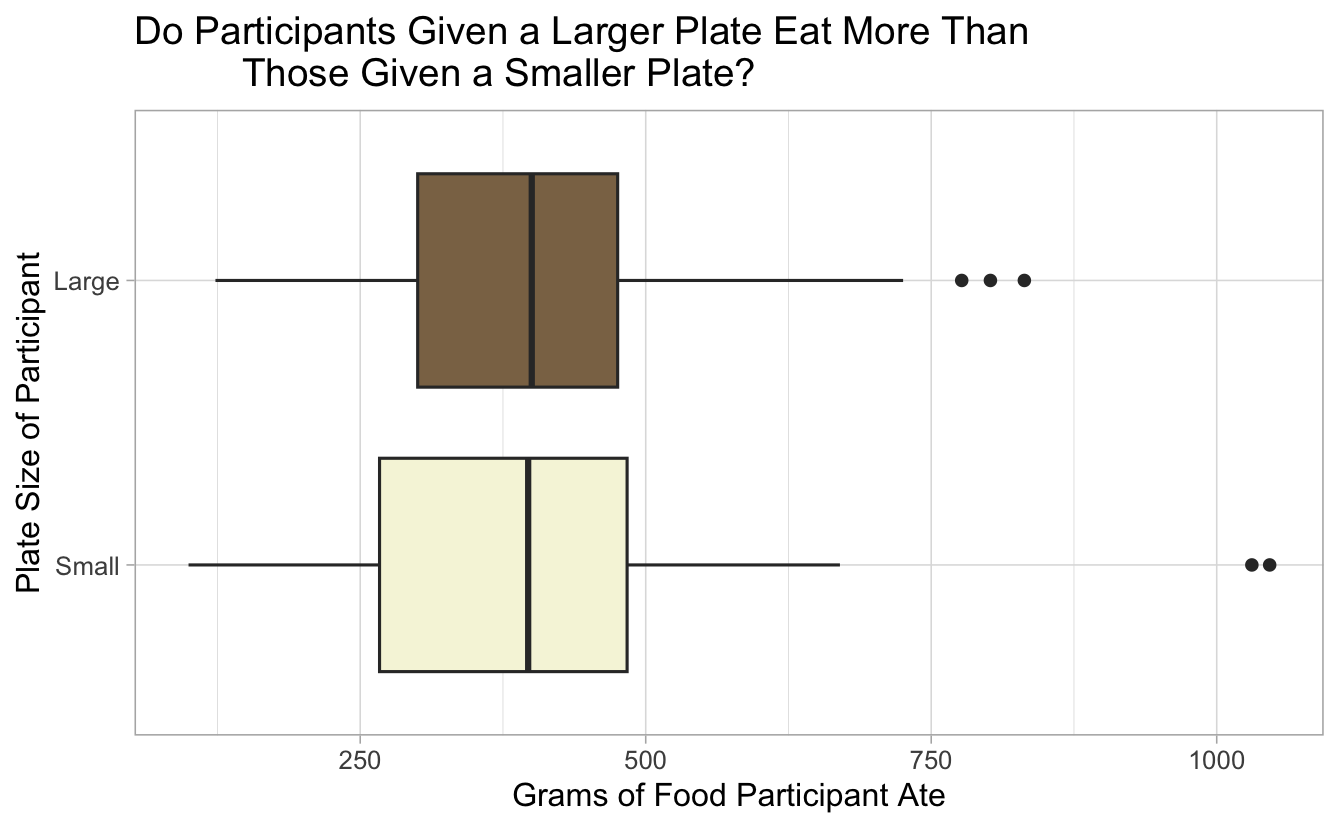 Do Participants Given a Larger Plate Eat More Than
Those Given a Smaller Plate?
Plate Size of Participant
Large
Small
250
500
750
1000
Grams of Food Participant Ate